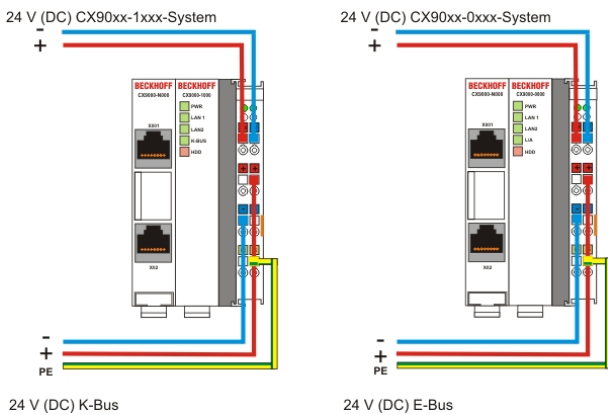 24 V (DC) CX90xx-1xxx-System
-
+
BECKHOFF BECKHOFF
CX9000-N000 CX9000-1000
PWR
LAN 1
LAN2
K-BUS
HDD
X001
X02
-
+
PE
24 V (DC) K-Bus
24 V (DC) CX90xx-0xxx-System
-
+
BECKHOFF BECKHOFF
CX9000-N000 CX9000-0000
PWR
LAN 1
LAN2
L/A
HDD
X001
X02
-
+
PE
24 V (DC) E-Bus